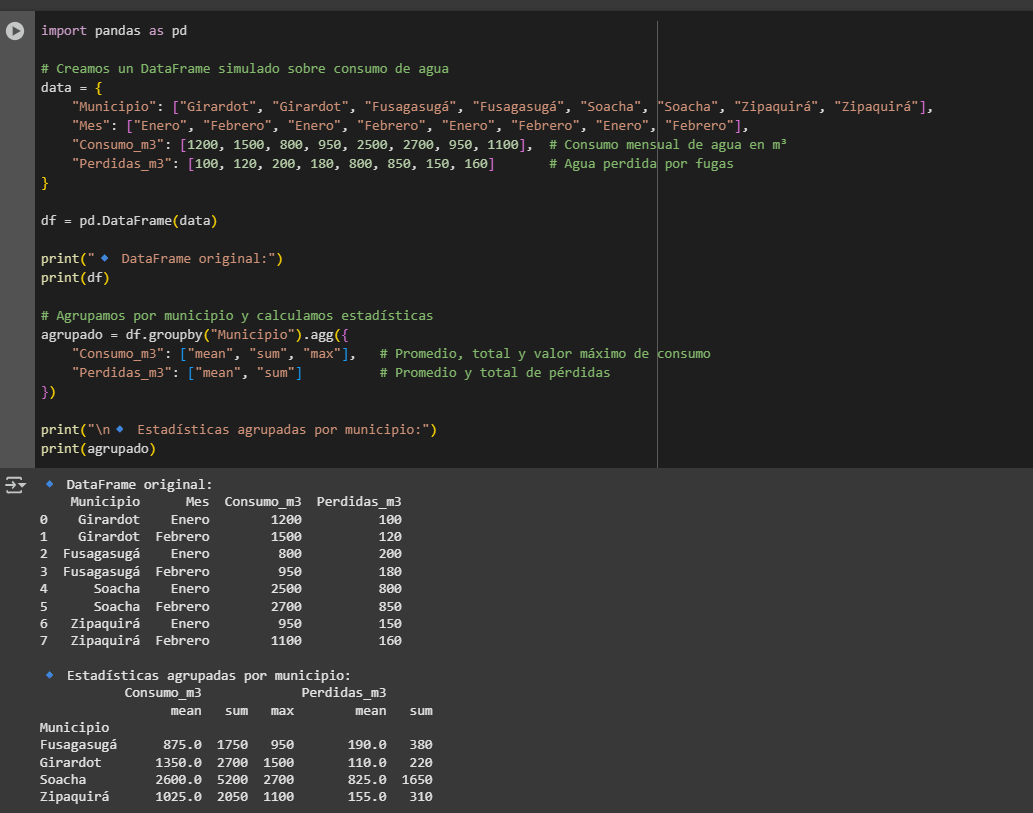 import pandas as pd
# Creamos un DataFrame simulado sobre consumo de agua
data = {
    "Municipio": ["Girardot", "Girardot", "Fusagasugá", "Fusagasugá", "Soacha", "Soacha", "Zipaquirá", "Zipaquirá"],
    "Mes": ["Enero", "Febrero", "Enero", "Febrero", "Enero", "Febrero", "Enero", "Febrero"],
    "Consumo_m3": [1200, 1500, 800, 950, 2500, 2700, 950, 1100],  # Consumo mensual de agua en m³
    "Perdidas_m3": [100, 120, 200, 180, 800, 850, 150, 160]       # Agua perdida por fugas
}
df = pd.DataFrame(data)
print("🔹 DataFrame original:")
print(df)
# Agrupamos por municipio y calculamos estadísticas
agrupado = df.groupby("Municipio").agg({
    "Consumo_m3": ["mean", "sum", "max"],   # Promedio, total y valor máximo de consumo
    "Perdidas_m3": ["mean", "sum"]          # Promedio y total de pérdidas
})
print("\n🔹 Estadísticas agrupadas por municipio:")
print(agrupado)
🔹 DataFrame original:
    Municipio      Mes  Consumo_m3  Perdidas_m3
0    Girardot    Enero        1200          100
1    Girardot  Febrero        1500          120
2  Fusagasugá    Enero         800          200
3  Fusagasugá  Febrero         950          180
4      Soacha    Enero        2500          800
5      Soacha  Febrero        2700          850
6   Zipaquirá    Enero         950          150
7   Zipaquirá  Febrero        1100          160
🔹 Estadísticas agrupadas por municipio:
           Consumo_m3             Perdidas_m3
                 mean   sum   max        mean   sum
Municipio
Fusagasugá      875.0  1750   950       190.0   380
Girardot       1350.0  2700  1500       110.0   220
Soacha         2600.0  5200  2700       825.0  1650
Zipaquirá      1025.0  2050  1100       155.0   310